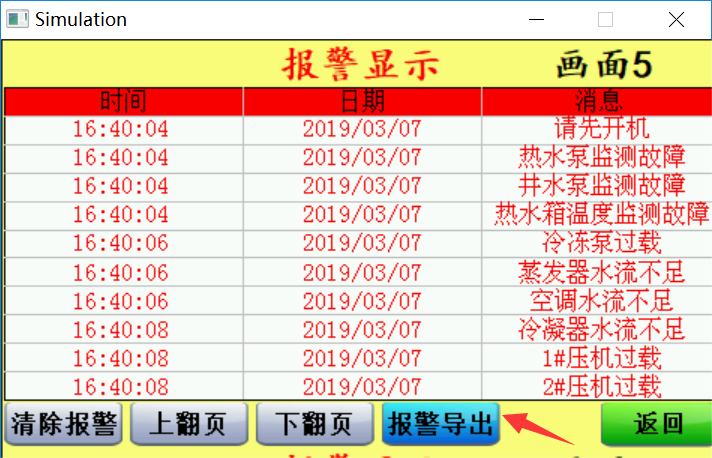 Simulation
报警显示 画面5
时间 日期 消息
16:40:04 2019/03/07 请先开机
16:40:04 2019/03/07 热水泵监测故障
16:40:04 2019/03/07 井水泵监测故障
16:40:04 2019/03/07 热水箱温度监测故障
16:40:06 2019/03/07 冷冻泵过载
16:40:06 2019/03/07 蒸发器水流不足
16:40:06 2019/03/07 空调水流不足
16:40:08 2019/03/07 冷凝器水流不足
16:40:08 2019/03/07 1#压机过载
16:40:08 2019/03/07 2#压机过载
清除报警 上翻页 下翻页 报警导出 返回